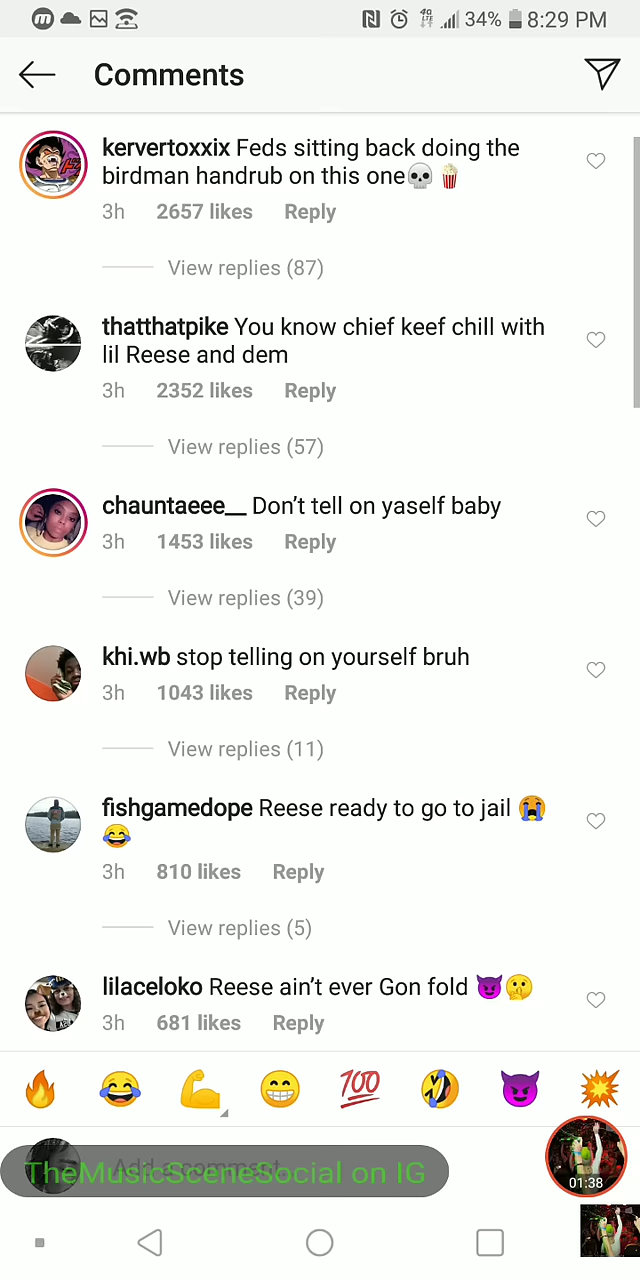 4G LTE 34% 8:29 PM
Comments
kervertoxxix Feds sitting back doing the
birdman handrub on this one💀🍿
3h 2657 likes Reply
View replies (87)
thatthatpike You know chief keef chill with
lil Reese and dem
3h 2352 likes Reply
View replies (57)
chauntaeee__ Don't tell on yaself baby
3h 1453 likes Reply
View replies (39)
khi.wb stop telling on yourself bruh
3h 1043 likes Reply
View replies (11)
fishgamedope Reese ready to go to jail 😭
😂
3h 810 likes Reply
View replies (5)
lilaceloko Reese ain't ever Gon fold 😈🤫
3h 681 likes Reply
🔥 😂 💪 😁 💯 🤣 😈 💥
Add a comment...
TheMusicSceneSocial on IG
01:38